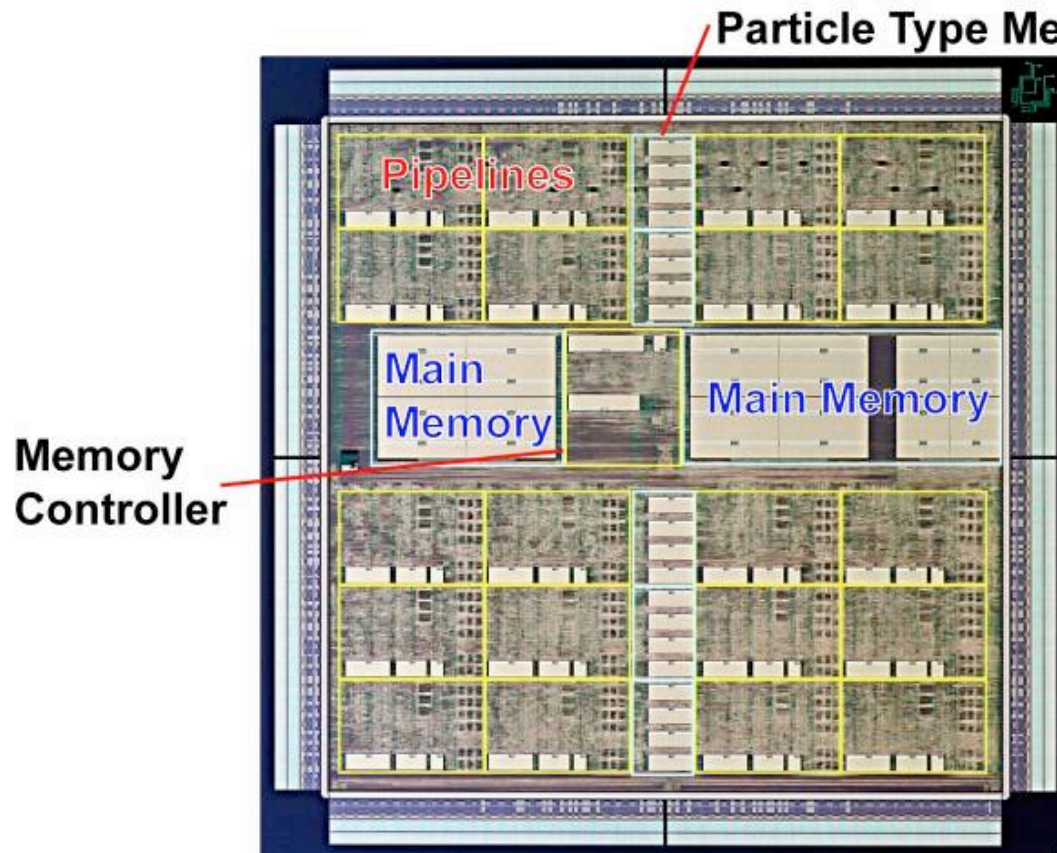 Particle Type Me
Pipelines
Main
Memory
Main Memory
Memory
Controller